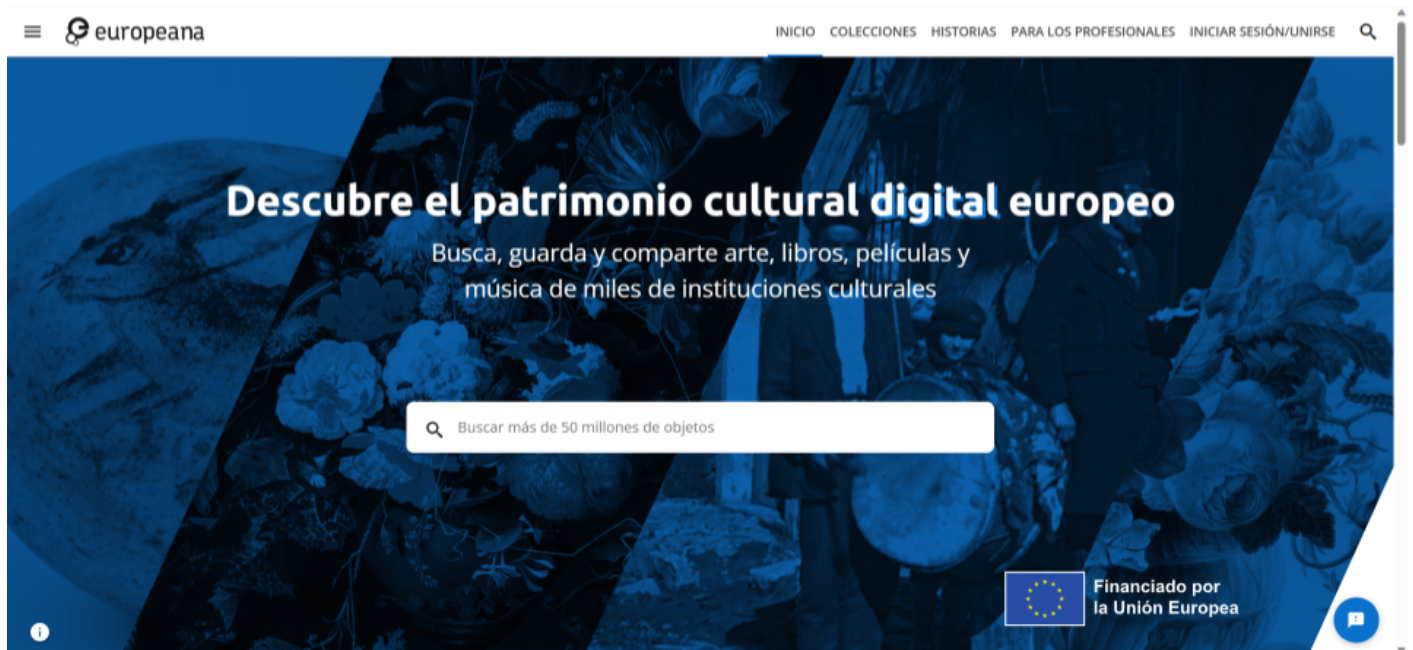 europeana
INICIO COLECCIONES HISTORIAS PARA LOS PROFESIONALES INICIAR SESIÓN/UNIRSE
Descubre el patrimonio cultural digital europeo
Busca, guarda y comparte arte, libros, películas y
música de miles de instituciones culturales
Buscar más de 50 millones de objetos
Financiado por
la Unión Europea